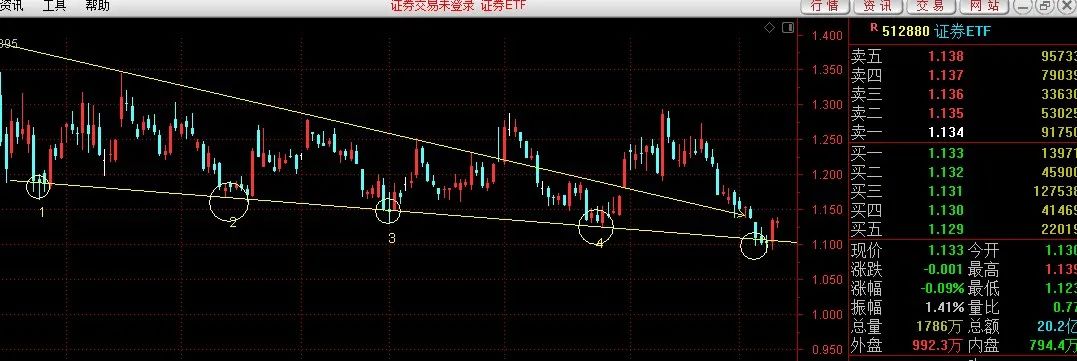 资讯 工具 帮助 证券交易未登录 证券ETF 行情 资讯 交易 网站
1.400
1.350
1.300
1.250
1.200
1.150
1.100
1.050
1.000
0.950
1
2
3
4
R 512880 证券ETF
卖五 1.138 95733
卖四 1.137 79039
卖三 1.136 33630
卖二 1.135 53025
卖一 1.134 91750
买一 1.133 13971
买二 1.132 45900
买三 1.131 127538
买四 1.130 41469
买五 1.129 22019
现价 1.133 今开 1.130
涨跌 -0.001 最高 1.139
涨幅 -0.09% 最低 1.123
振幅 1.41% 量比 0.77
总量 1786万 总额 20.2亿
外盘 992.3万 内盘 794.4万